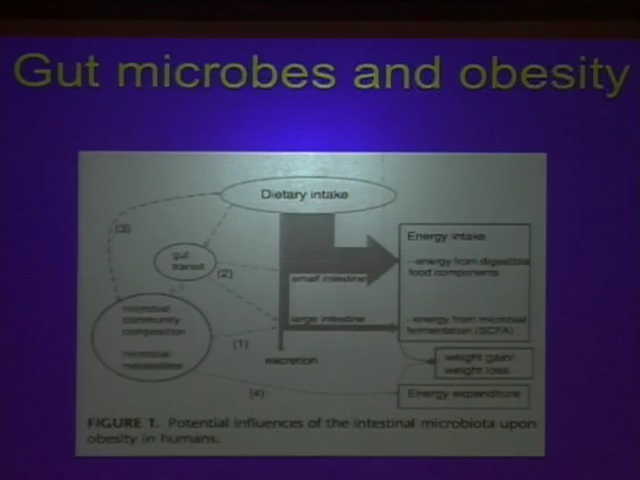 Gut microbes and obesity
Dietary intake
(3)
gut
transit
(2)
Energy intake
--energy from digestible
food components
small intestine
microbial
community
composition
microbial
metabolites
large intestine
- energy from microbial
fermentation (SCFA)
(1)
excretion
weight gain/
weight loss
(4)
Energy expenditure
FIGURE 1. Potential influences of the intestinal microbiota upon
obesity in humans.